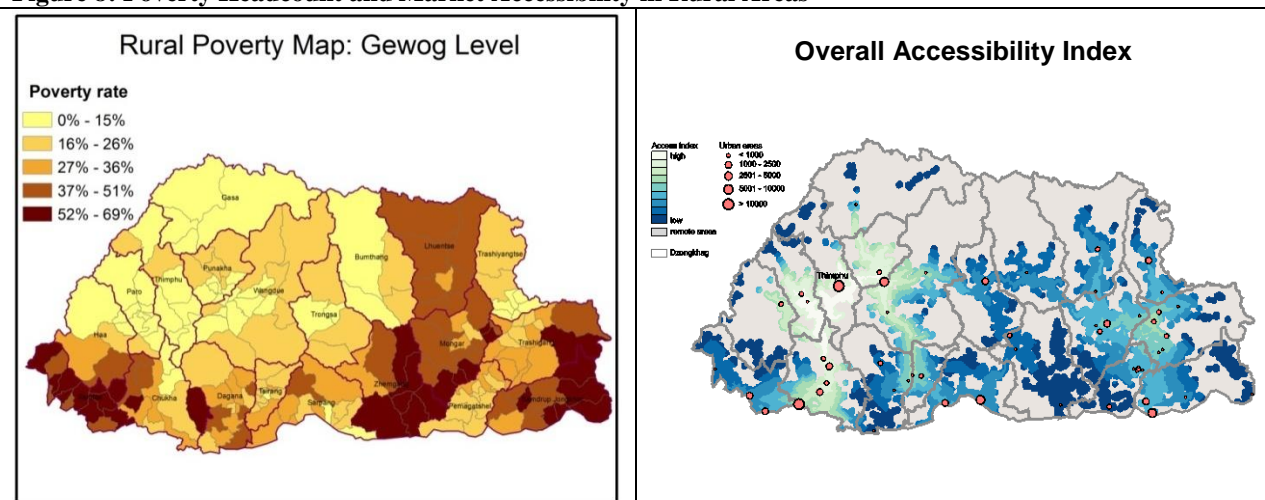 Rural Poverty Map: Gewog Level
Poverty rate
0% - 15%
16% - 26%
27% - 36%
37% - 51%
52% - 69%
Gasa
Lhuentse
Trashiyangtse
Bumthang
Punakha
Thimphu
Paro
Wangdue
Trongsa
Haa
Mongar
Trashigang
Zhemgang
Chukha
Dagana
Tsirang
Sarpang
Pemagatshel
Overall Accessibility Index
Access Index
high
low
remote areas
Dzongkhag
Urban areas
< 1000
1000 - 2500
2501 - 5000
5001 - 10000
> 10000
Thimphu